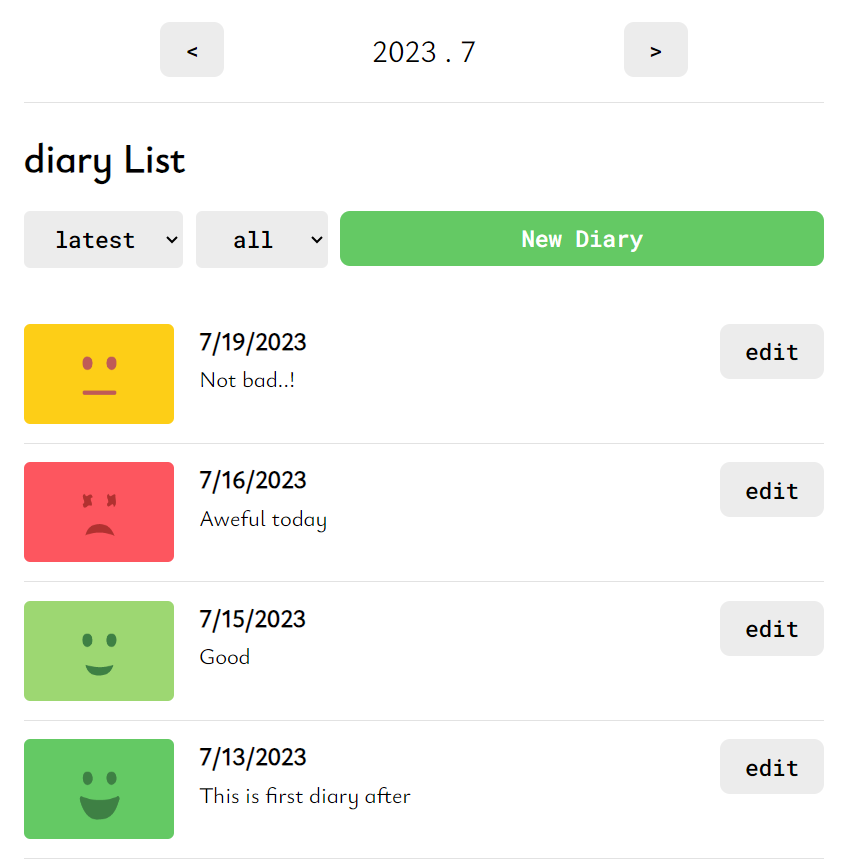 < 2023 . 7 >
diary List
latest all New Diary
7/19/2023 edit
Not bad..!
7/16/2023 edit
Aweful today
7/15/2023 edit
Good
7/13/2023 edit
This is first diary after